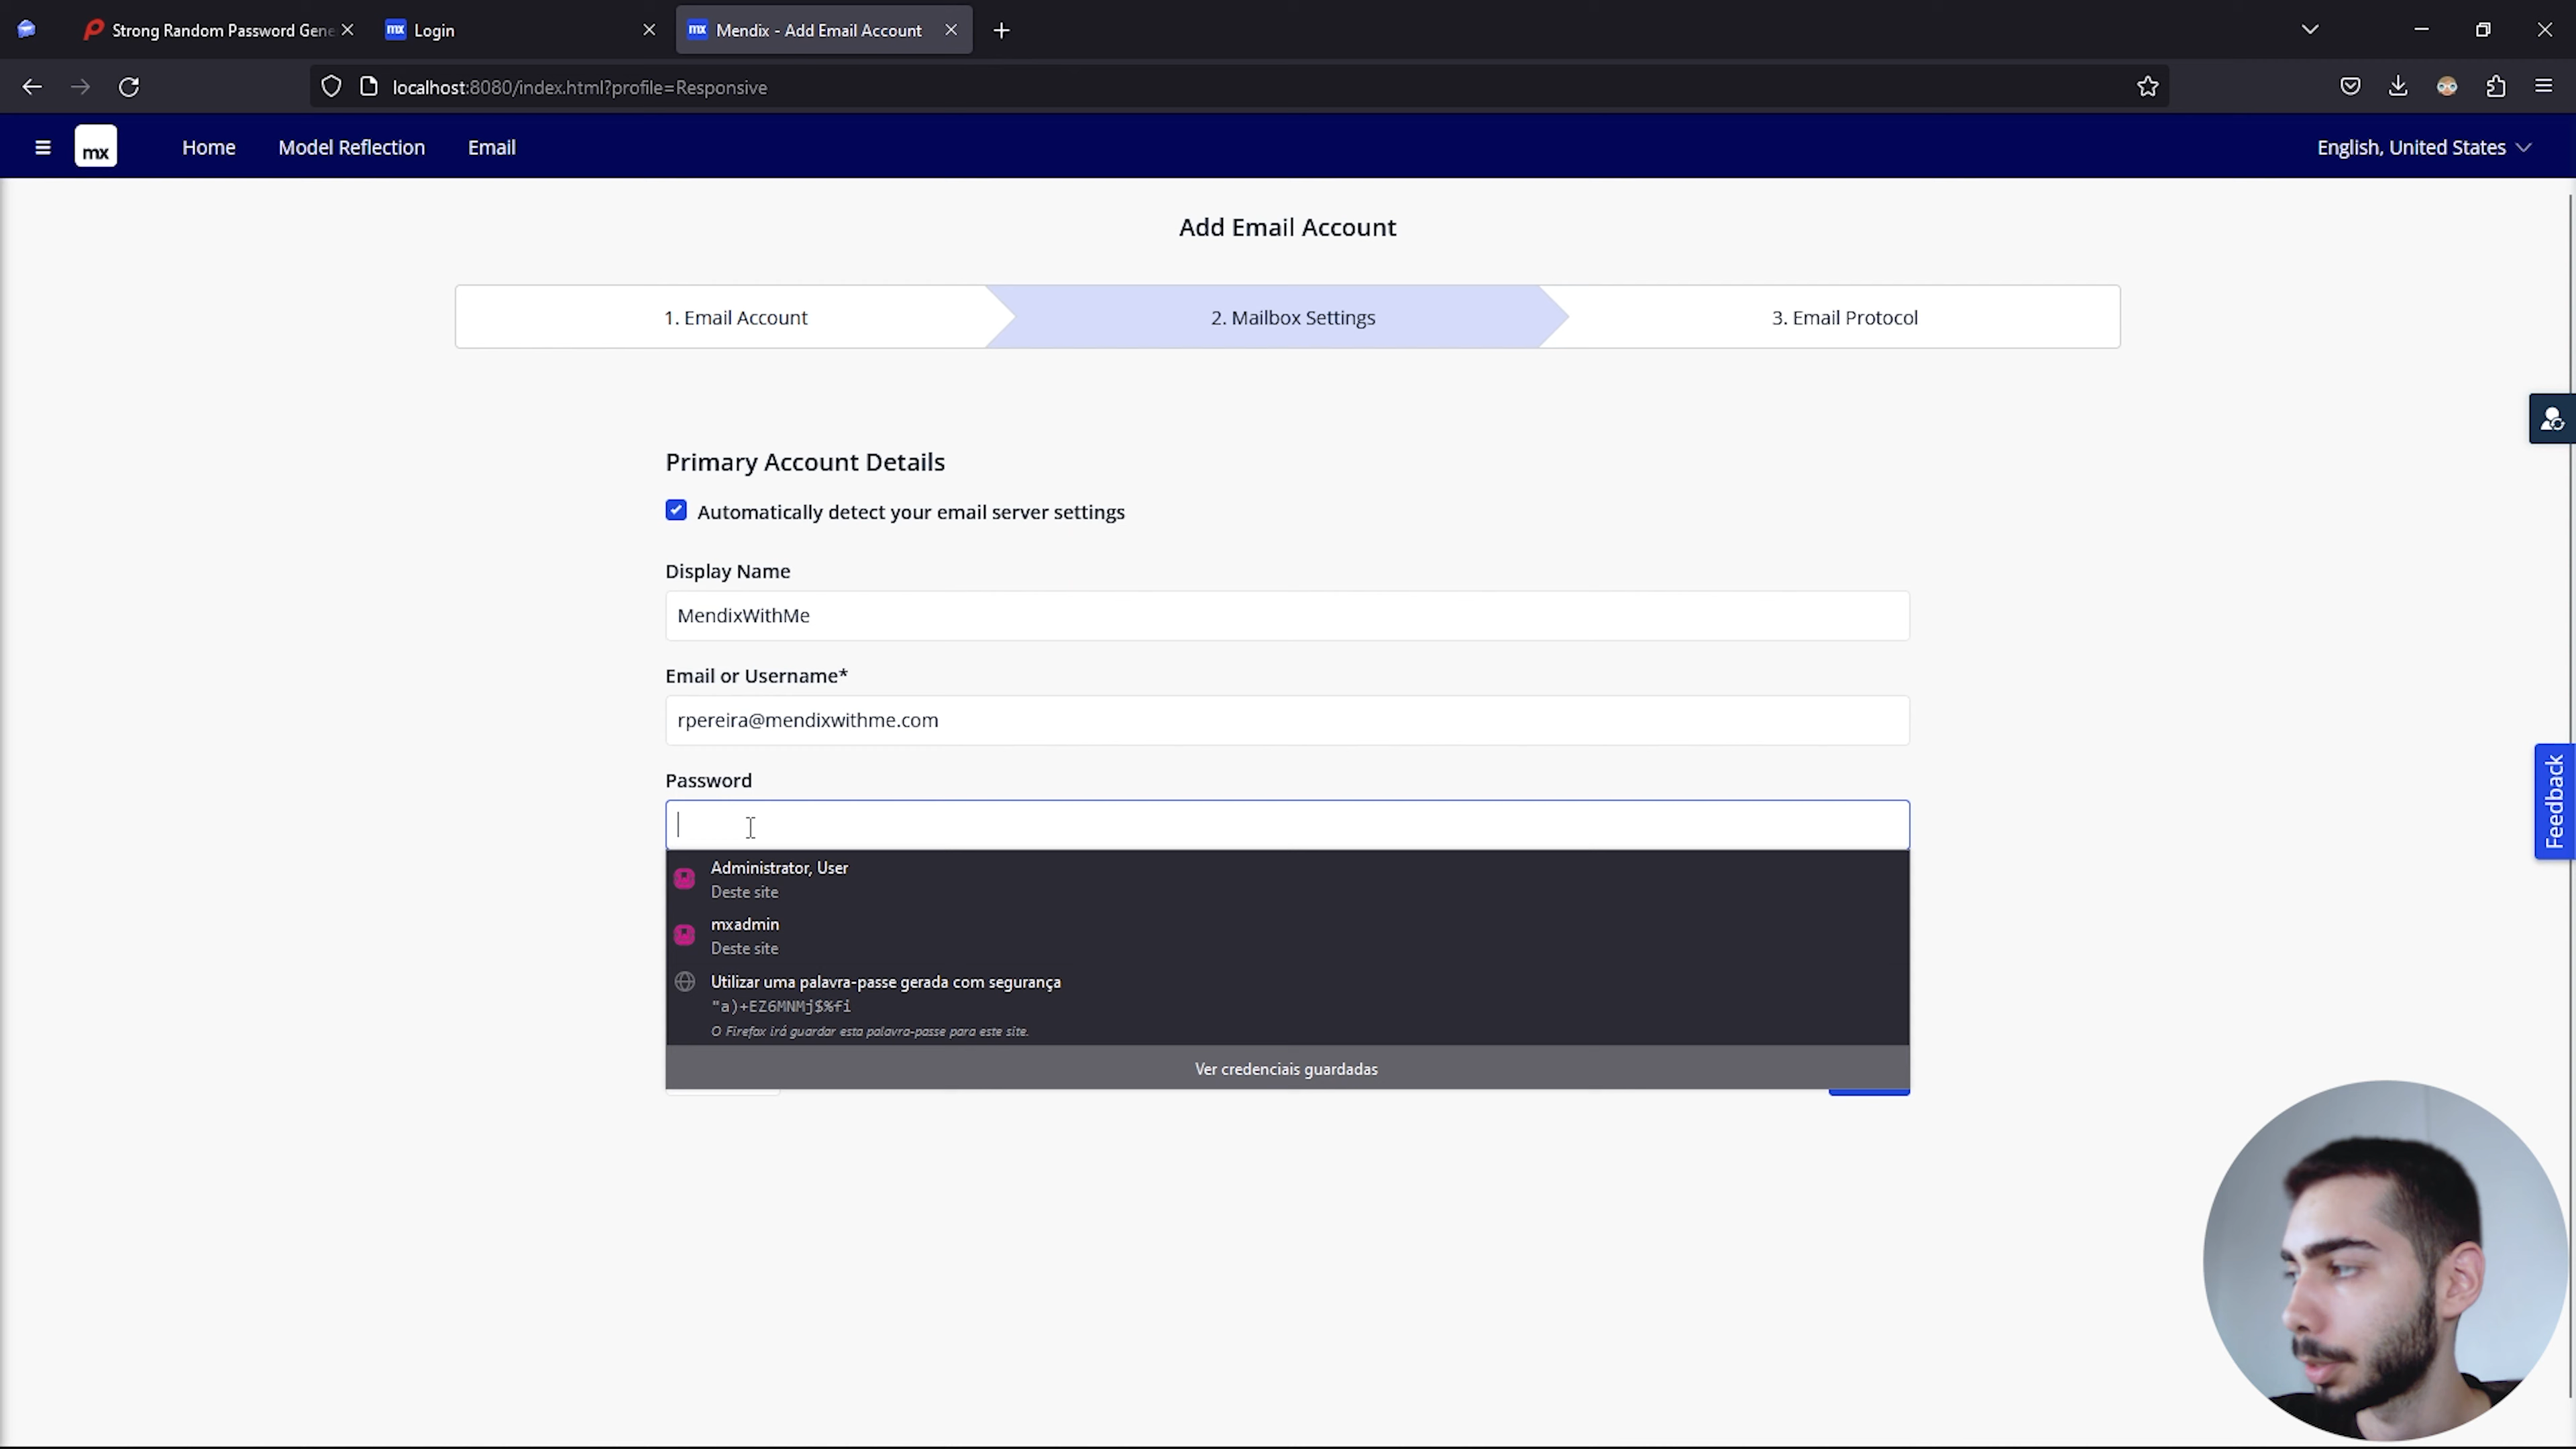 Strong Random Password Gene
mx Login
mx Mendix - Add Email Account
localhost:8080/index.html?profile=Responsive
mx
Home
Model Reflection
Email
English, United States
Add Email Account
1. Email Account
2. Mailbox Settings
3. Email Protocol
Primary Account Details
Automatically detect your email server settings
Display Name
MendixWithMe
Email or Username*
rpereira@mendixwithme.com
Password
Administrator, User
Deste site
mxadmin
Deste site
Utilizar uma palavra-passe gerada com segurança
"a)+EZ6MNMj$%fi
O Firefox irá guardar esta palavra-passe para este site.
Ver credenciais guardadas
Feedback